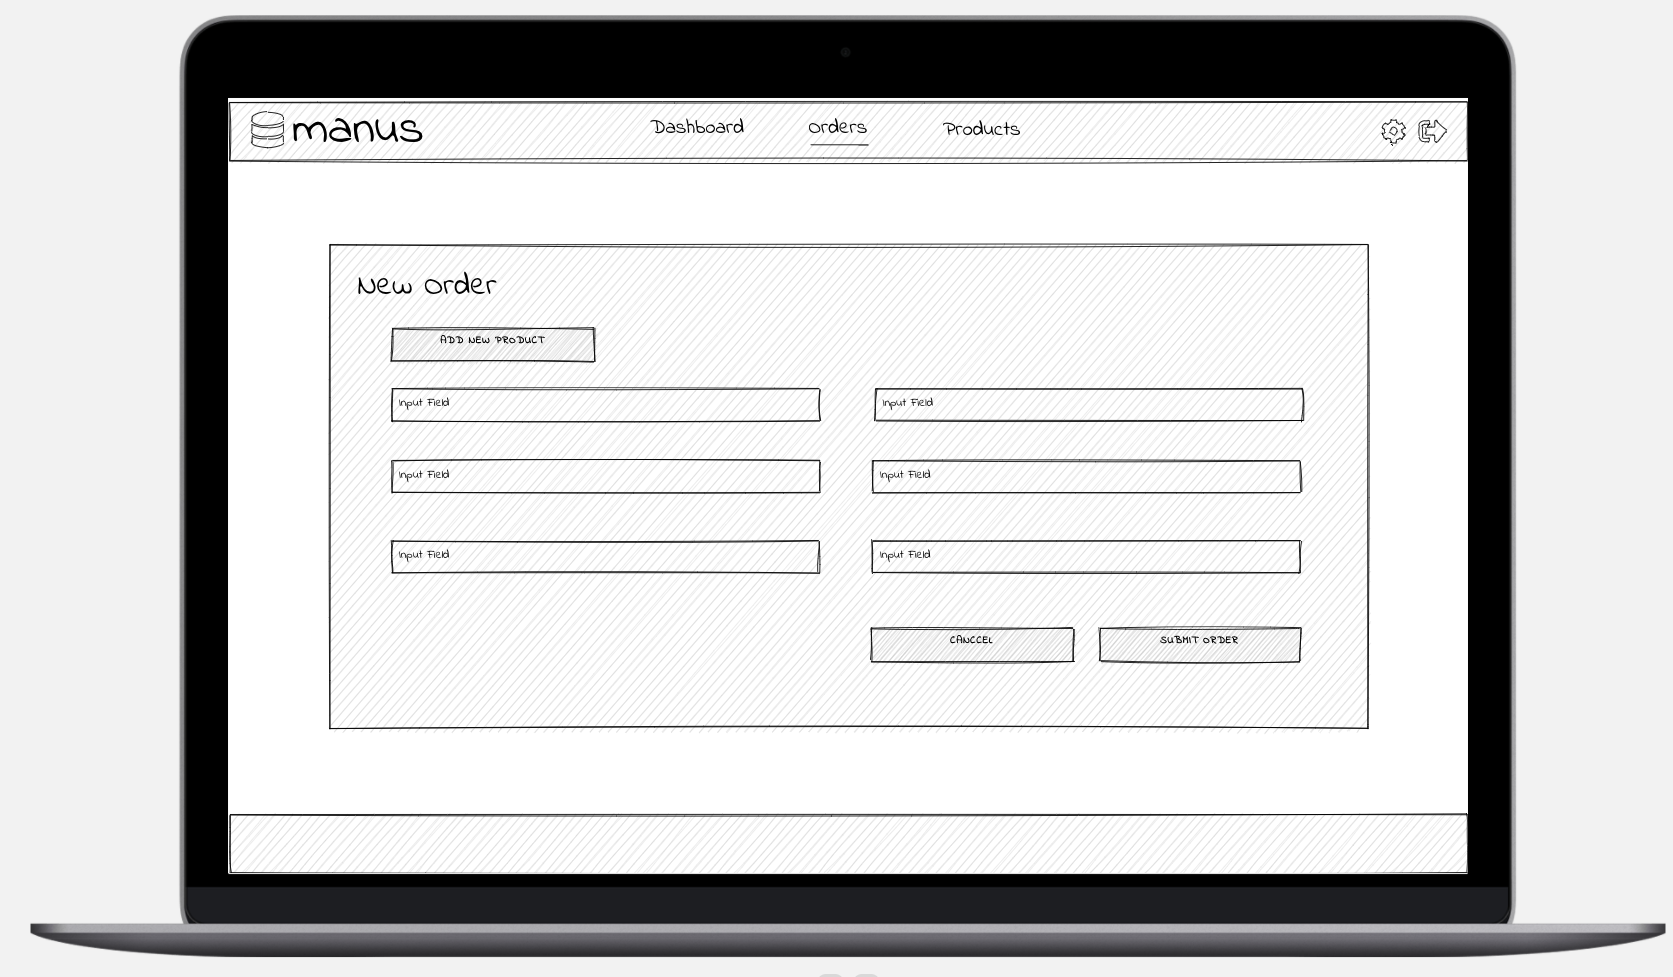 manus
Dashboard
Orders
Products
New Order
ADD NEW PRODUCT
Input Field
Input Field
Input Field
Input Field
Input Field
Input Field
CANCCEL
SUBMIT ORDER